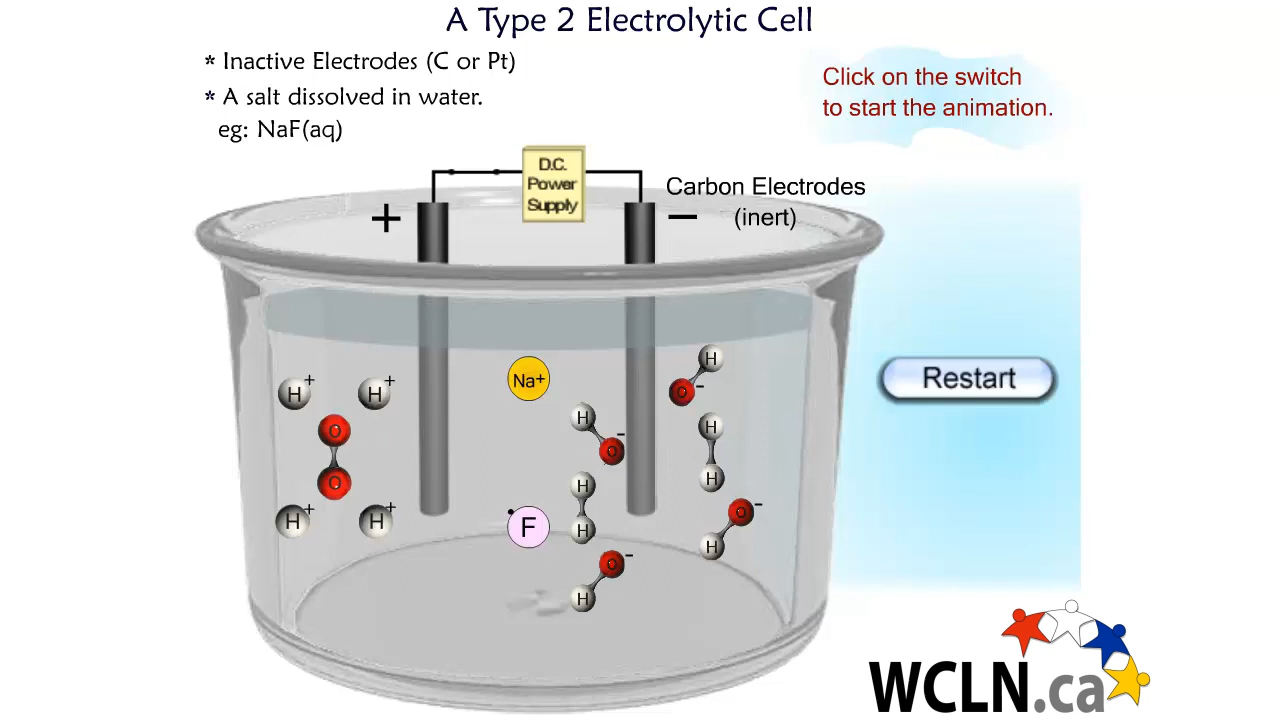 A Type 2 Electrolytic Cell
* Inactive Electrodes (C or Pt)
* A salt dissolved in water.
eg: NaF(aq)
Click on the switch
to start the animation.
D.C.
Power
Supply
Carbon Electrodes
(inert)
+
−
Restart
Na+
F
H+
H+
O
O
H+
H+
H
O-
H
H
H
O-
H
O-
H
H
O-
H
WCLN.ca